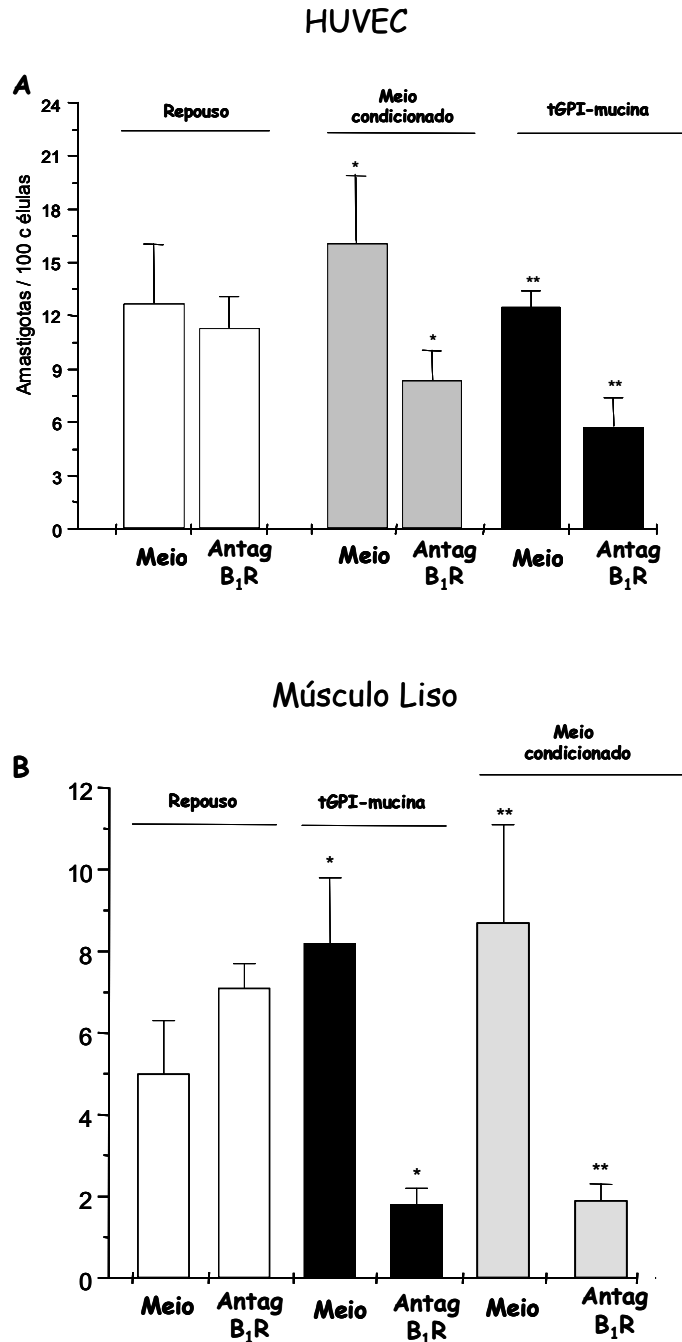 HUVEC
A
Repouso
Meio
condicionado
tGPI-mucina
Amastigotas / 100 c élulas
24
21
18
15
12
9
6
3
0
*
*
**
**
Meio
Antag
B₁R
Meio
Antag
B₁R
Meio
Antag
B₁R
Músculo Liso
B
Repouso
tGPI-mucina
Meio
condicionado
12
10
8
6
4
2
0
*
*
**
**
Meio
Antag
B₁R
Meio
Antag
B₁R
Meio
Antag
B₁R